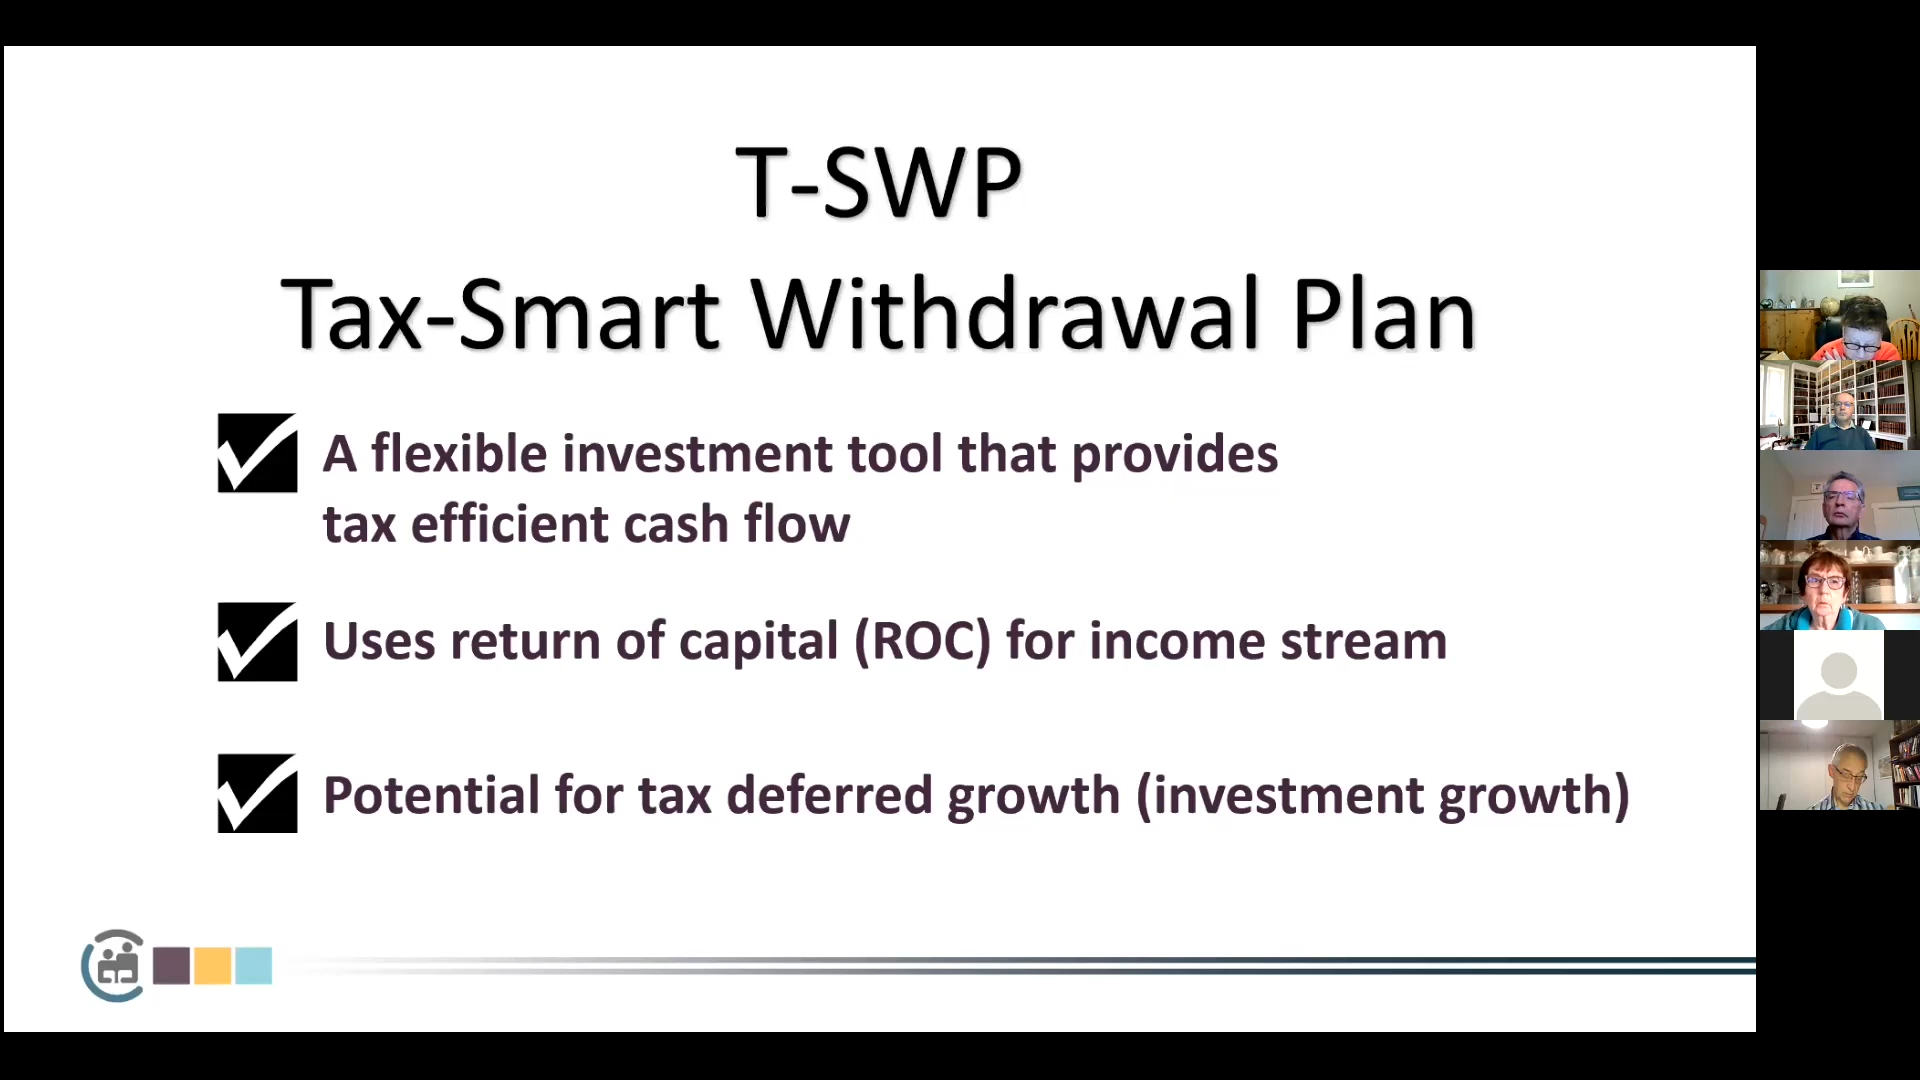 T-SWP
Tax-Smart Withdrawal Plan
A flexible investment tool that provides
tax efficient cash flow
Uses return of capital (ROC) for income stream
Potential for tax deferred growth (investment growth)